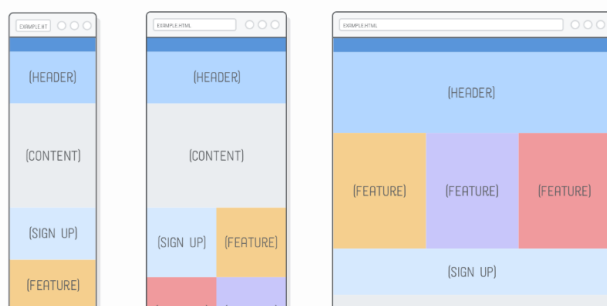 EXAMPLE.HT
(HEADER)
(CONTENT)
(SIGN UP)
(FEATURE)
EXAMPLE.HTML
(HEADER)
(CONTENT)
(SIGN UP) (FEATURE)
EXAMPLE.HTML
(HEADER)
(FEATURE) (FEATURE) (FEATURE)
(SIGN UP)